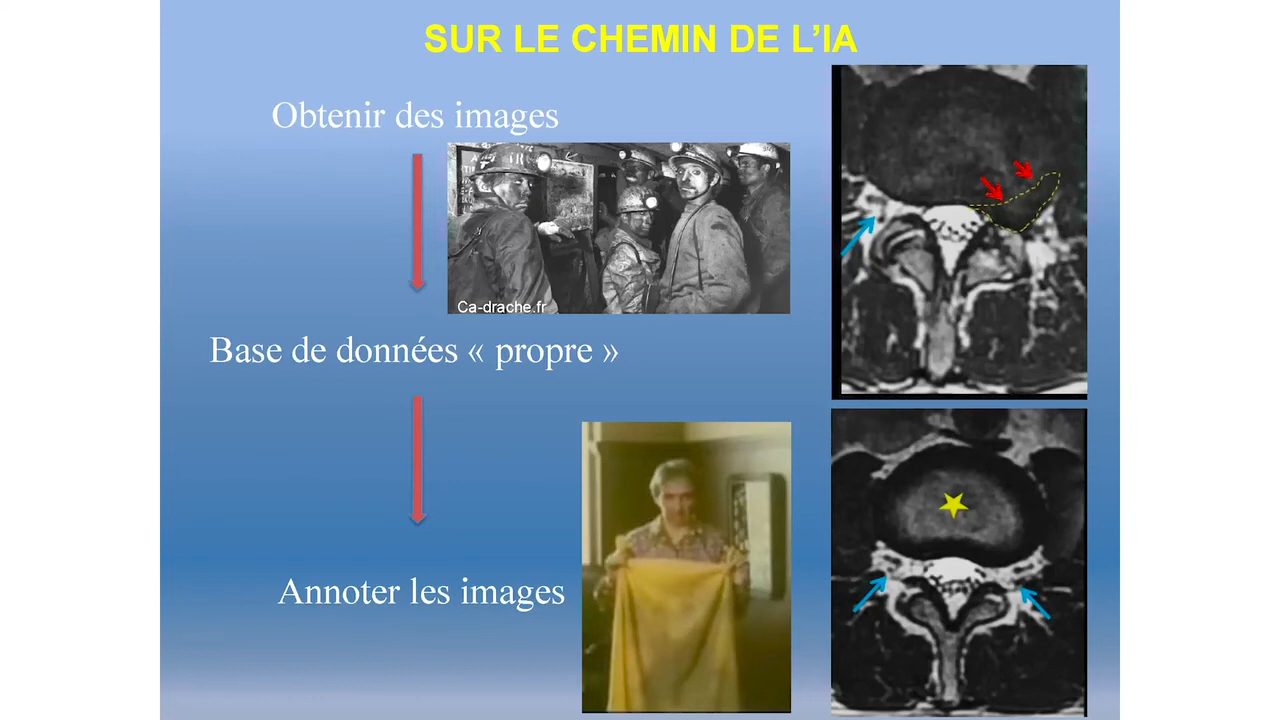 SUR LE CHEMIN DE L’IA
Obtenir des images
Ca-drache.fr
Base de données « propre »
Annoter les images